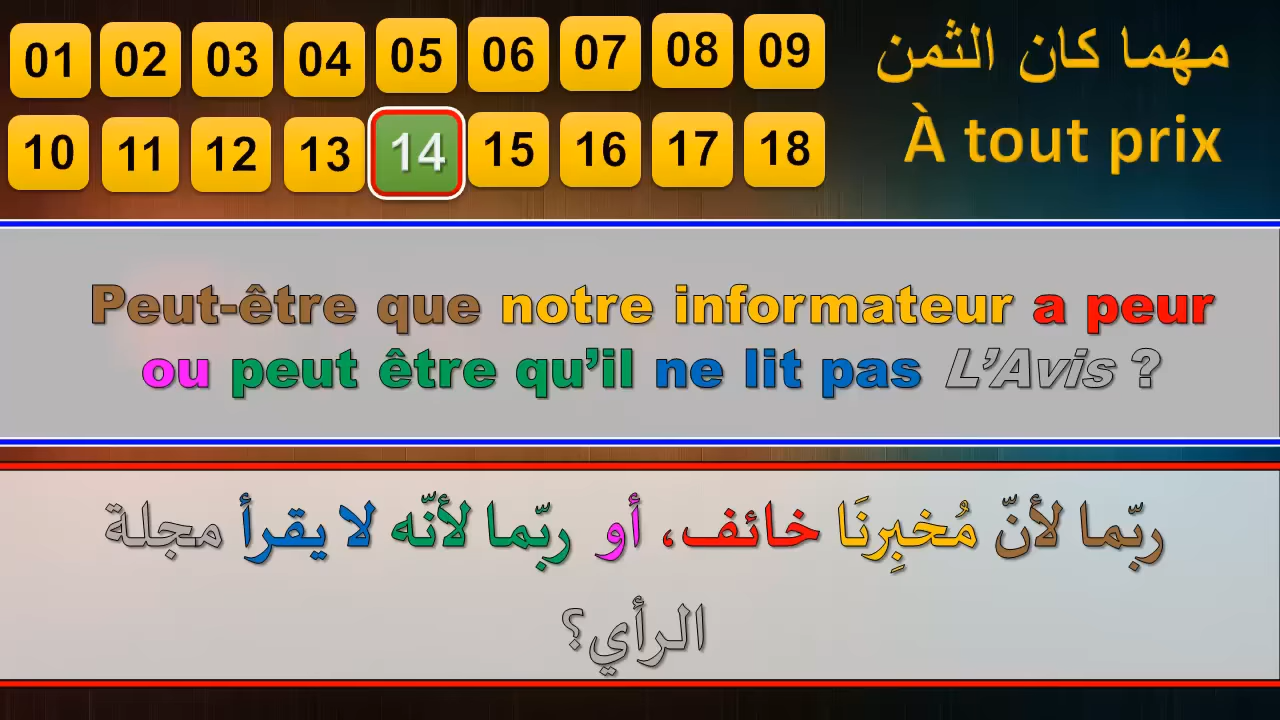 01 02 03 04 05 06 07 08 09
10 11 12 13 14 15 16 17 18
مهما كان الثمن
À tout prix
Peut-être que notre informateur a peur
ou peut être qu’il ne lit pas L’Avis ?
ربّما لأنّ مُخبِرنَا خائف، أو ربّما لأنّه لا يقرأ مجلة
الرأي؟